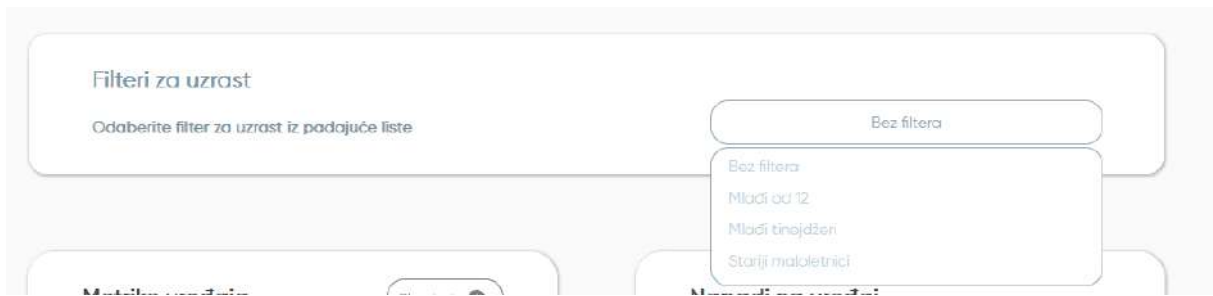 Filteri za uzrast
Odaberite filter za uzrast iz padajuće liste
Bez filtera
Bez filtera
Mlađi od 12
Mlađi tinejdžeri
Stariji maloletnici